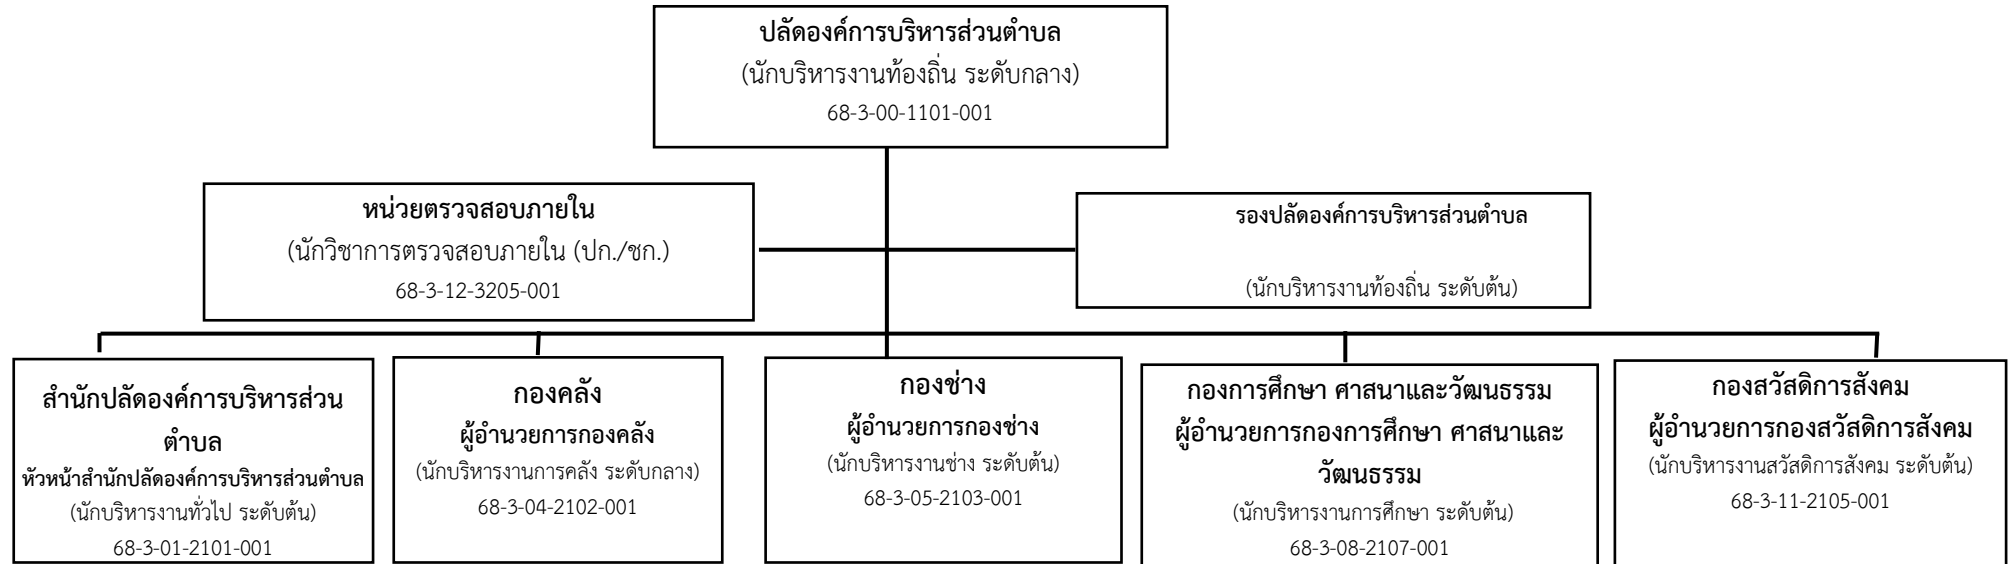 ปลัดองค์การบริหารส่วนตำบล
(นักบริหารงานท้องถิ่น ระดับกลาง)
68-3-00-1101-001
หน่วยตรวจสอบภายใน
(นักวิชาการตรวจสอบภายใน (ปก./ชก.)
68-3-12-3205-001
รองปลัดองค์การบริหารส่วนตำบล
(นักบริหารงานท้องถิ่น ระดับต้น)
สำนักปลัดองค์การบริหารส่วน
ตำบล
หัวหน้าสำนักปลัดองค์การบริหารส่วนตำบล
(นักบริหารงานทั่วไป ระดับต้น)
68-3-01-2101-001
กองคลัง
ผู้อำนวยการกองคลัง
(นักบริหารงานการคลัง ระดับกลาง)
68-3-04-2102-001
กองช่าง
ผู้อำนวยการกองช่าง
(นักบริหารงานช่าง ระดับต้น)
68-3-05-2103-001
กองการศึกษา ศาสนาและวัฒนธรรม
ผู้อำนวยการกองการศึกษา ศาสนาและ
วัฒนธรรม
(นักบริหารงานการศึกษา ระดับต้น)
68-3-08-2107-001
กองสวัสดิการสังคม
ผู้อำนวยการกองสวัสดิการสังคม
(นักบริหารงานสวัสดิการสังคม ระดับต้น)
68-3-11-2105-001